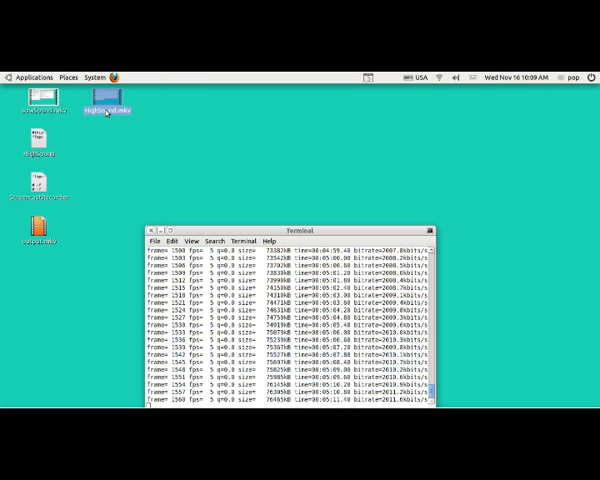 Applications Places System
USA
Wed Nov 16 10:09 AM
pop
LowSound.mkv
HighSound.mkv
HighSound
ScreencastRecorder
output.mkv
Terminal
File Edit View Search Terminal Help
frame= 1500 fps= 5 q=0.0 size= 73382kB time=00:04:59.40 bitrate=2007.8kbits/s
frame= 1503 fps= 5 q=0.0 size= 73542kB time=00:05:00.00 bitrate=2008.2kbits/s
frame= 1506 fps= 5 q=0.0 size= 73702kB time=00:05:00.60 bitrate=2008.5kbits/s
frame= 1509 fps= 5 q=0.0 size= 73830kB time=00:05:01.20 bitrate=2008.0kbits/s
frame= 1512 fps= 5 q=0.0 size= 73990kB time=00:05:01.80 bitrate=2008.4kbits/s
frame= 1515 fps= 5 q=0.0 size= 74150kB time=00:05:02.40 bitrate=2008.7kbits/s
frame= 1518 fps= 5 q=0.0 size= 74310kB time=00:05:03.00 bitrate=2009.1kbits/s
frame= 1521 fps= 5 q=0.0 size= 74471kB time=00:05:03.60 bitrate=2009.4kbits/s
frame= 1524 fps= 5 q=0.0 size= 74631kB time=00:05:04.20 bitrate=2009.8kbits/s
frame= 1527 fps= 5 q=0.0 size= 74759kB time=00:05:04.80 bitrate=2009.3kbits/s
frame= 1530 fps= 5 q=0.0 size= 74919kB time=00:05:05.40 bitrate=2009.6kbits/s
frame= 1533 fps= 5 q=0.0 size= 75079kB time=00:05:06.00 bitrate=2010.0kbits/s
frame= 1536 fps= 5 q=0.0 size= 75239kB time=00:05:06.60 bitrate=2010.3kbits/s
frame= 1539 fps= 5 q=0.0 size= 75367kB time=00:05:07.20 bitrate=2009.8kbits/s
frame= 1542 fps= 5 q=0.0 size= 75527kB time=00:05:07.80 bitrate=2010.1kbits/s
frame= 1545 fps= 5 q=0.0 size= 75697kB time=00:05:08.40 bitrate=2010.7kbits/s
frame= 1548 fps= 5 q=0.0 size= 75825kB time=00:05:09.00 bitrate=2010.2kbits/s
frame= 1551 fps= 5 q=0.0 size= 75985kB time=00:05:09.60 bitrate=2010.6kbits/s
frame= 1554 fps= 5 q=0.0 size= 76145kB time=00:05:10.20 bitrate=2010.9kbits/s
frame= 1557 fps= 5 q=0.0 size= 76305kB time=00:05:10.80 bitrate=2011.2kbits/s
frame= 1560 fps= 5 q=0.0 size= 76465kB time=00:05:11.40 bitrate=2011.6kbits/s